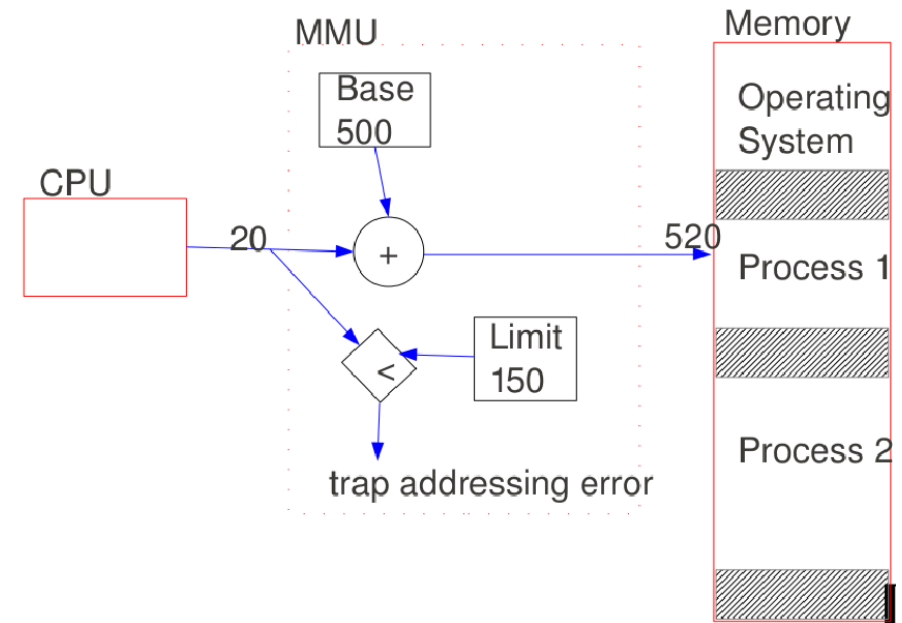 MMU
Memory
Base
500
Operating
System
CPU
20
+
520
Process 1
<
Limit
150
Process 2
trap addressing error